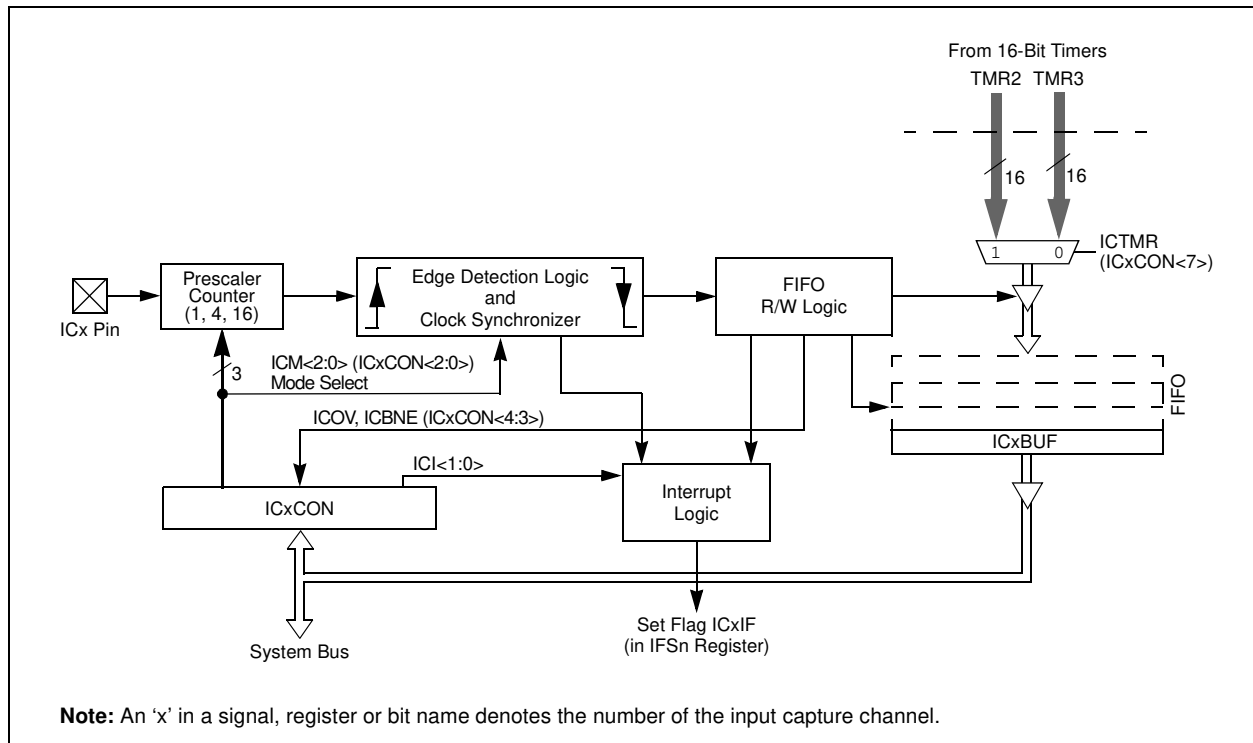 From 16-Bit Timers
TMR2 TMR3
16 16
1 0
ICTMR
(ICxCON<7>)
ICx Pin
Prescaler
Counter
(1, 4, 16)
Edge Detection Logic
and
Clock Synchronizer
FIFO
R/W Logic
3
ICM<2:0> (ICxCON<2:0>)
Mode Select
FIFO
ICOV, ICBNE (ICxCON<4:3>)
ICxBUF
ICI<1:0>
ICxCON
Interrupt
Logic
System Bus
Set Flag ICxIF
(in IFSn Register)
Note: An ‘x’ in a signal, register or bit name denotes the number of the input capture channel.